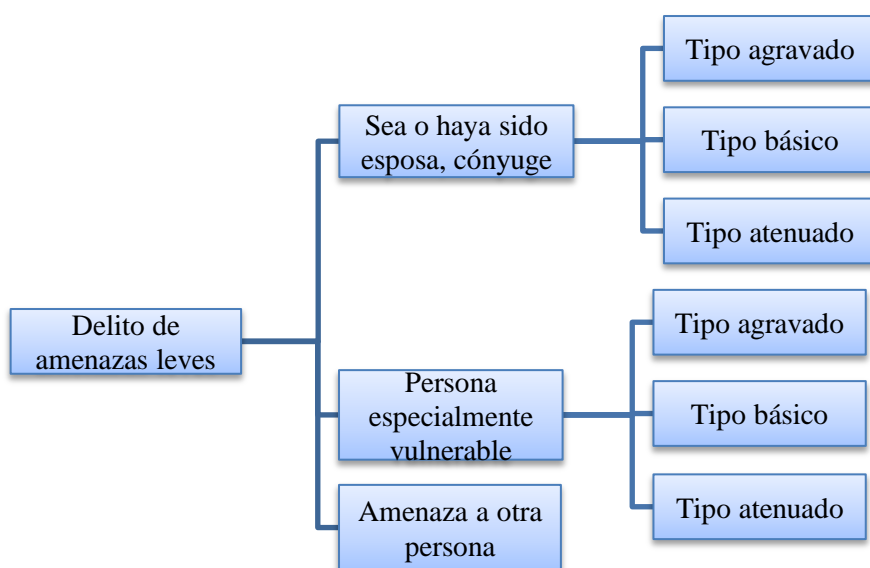 Delito de
amenazas leves
Sea o haya sido
esposa, cónyuge
Tipo agravado
Tipo básico
Tipo atenuado
Persona
especialmente
vulnerable
Tipo agravado
Tipo básico
Tipo atenuado
Amenaza a otra
persona